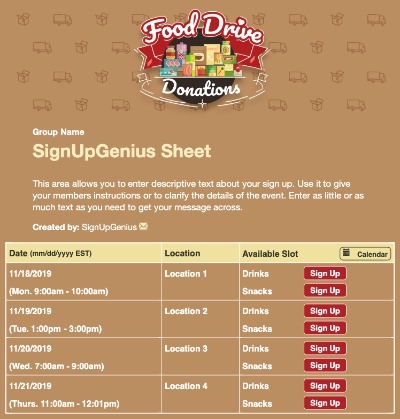 Food Drive
Donations
Group Name
SignUpGenius Sheet
This area allows you to enter descriptive text about your sign up. Use it to give
your members instructions or to clarify the details of the event. Enter as little or as
much text as you need to get your message across.
Created by: SignUpGenius
Date (mm/dd/yyyy EST) Location Available Slot Calendar
11/18/2019 Location 1 Drinks Sign Up
(Mon. 9:00am - 10:00am) Snacks Sign Up
11/19/2019 Location 2 Drinks Sign Up
(Tue. 1:00pm - 3:00pm) Snacks Sign Up
11/20/2019 Location 3 Drinks Sign Up
(Wed. 7:00am - 9:00am) Snacks Sign Up
11/21/2019 Location 4 Drinks Sign Up
(Thurs. 11:00am - 12:01pm) Snacks Sign Up